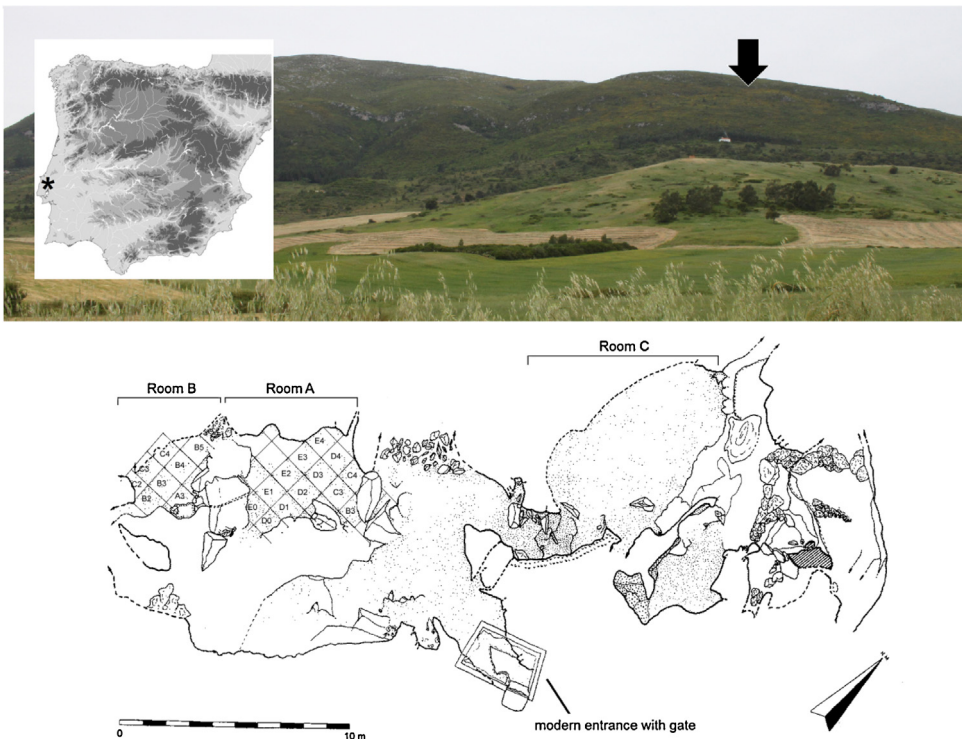 *
Room C
Room B
Room A
C4
B5
E4
C3
B4
E3
D4
C2
B3
E2
D3
C4
B2
A3
E1
D2
C3
E0
D1
B3
D0
modern entrance with gate
0
10 m